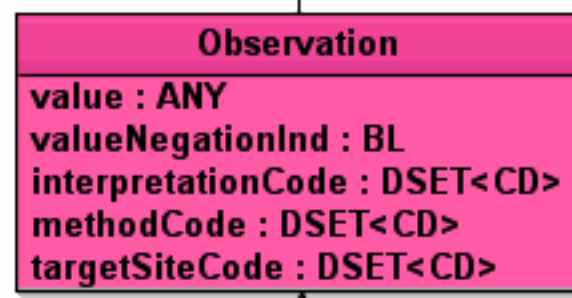 Observation
value : ANY
valueNegationInd : BL
interpretationCode : DSET<CD>
methodCode : DSET<CD>
targetSiteCode : DSET<CD>